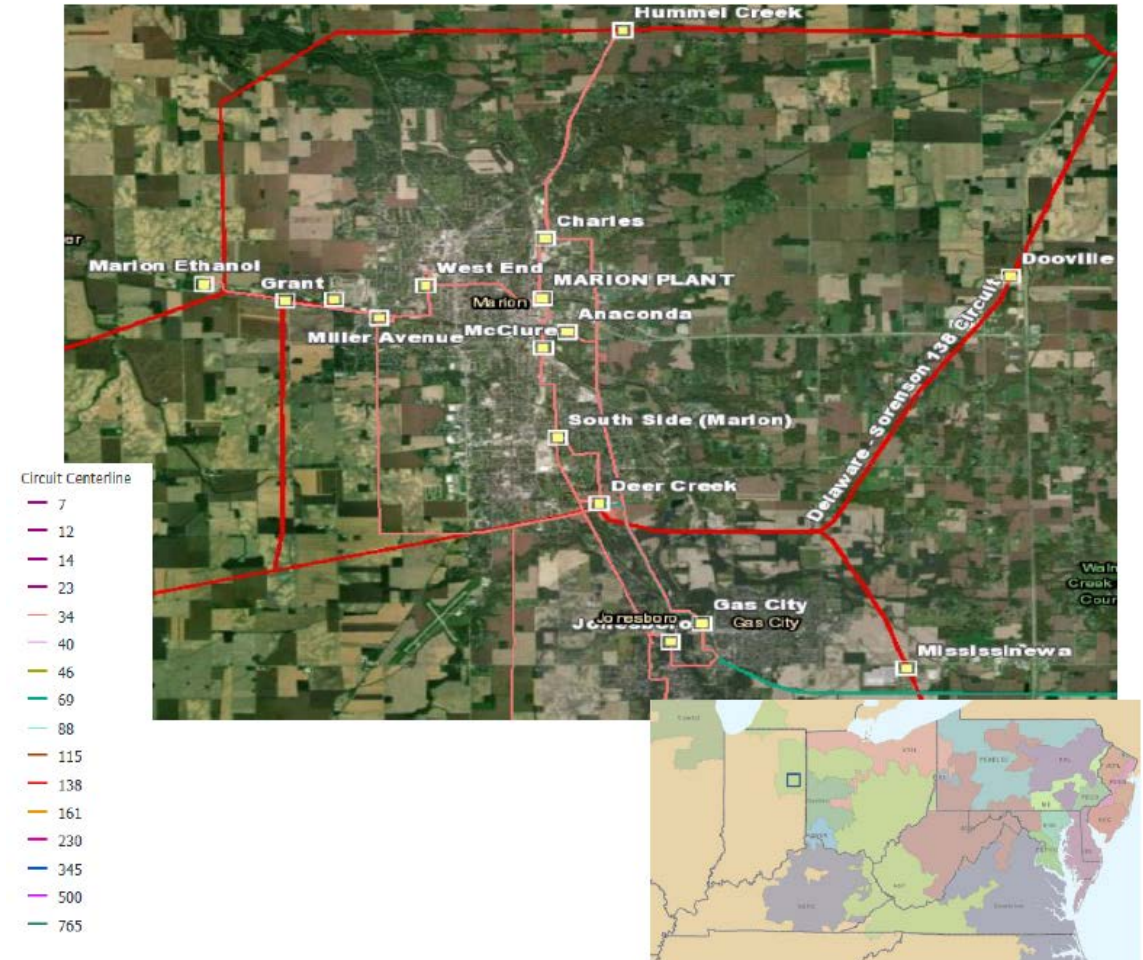 Hummel Creek
Charles
Dooville
Marion Ethanol
Grant
West End
MARION PLANT
Marion
Anaconda
Miller Avenue
McClure
South Side (Marion)
Deer Creek
Delaware - Sorenson 138 Circuit
Gas City
Gas City
Jonesboro
Jonesboro
Mississinewa
Creek
Circuit Centerline
7
12
14
23
34
40
46
69
88
115
138
161
230
345
500
765